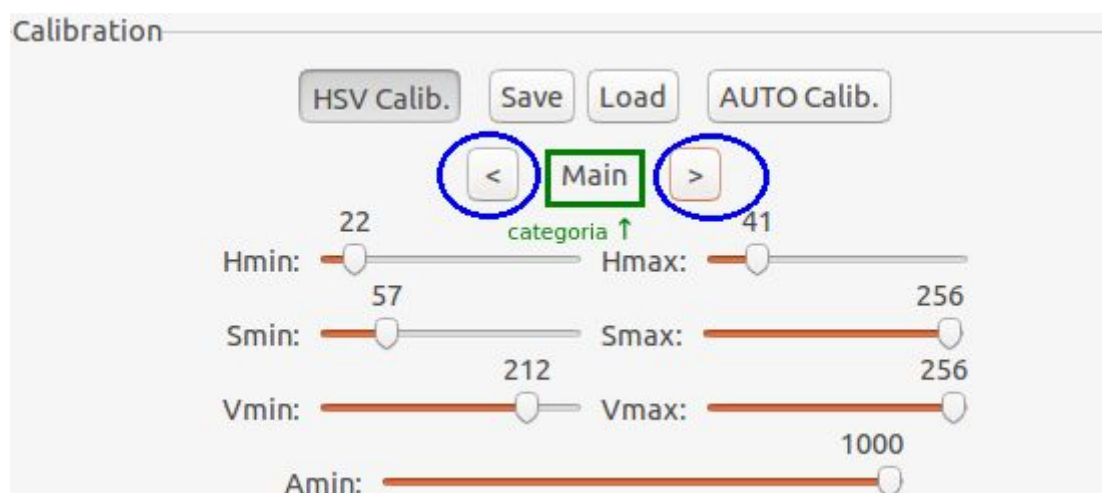 Calibration
HSV Calib. Save Load AUTO Calib.
< Main >
categoria ↑
22 41
Hmin: Hmax:
57 256
Smin: Smax:
212 256
Vmin: Vmax:
1000
Amin: